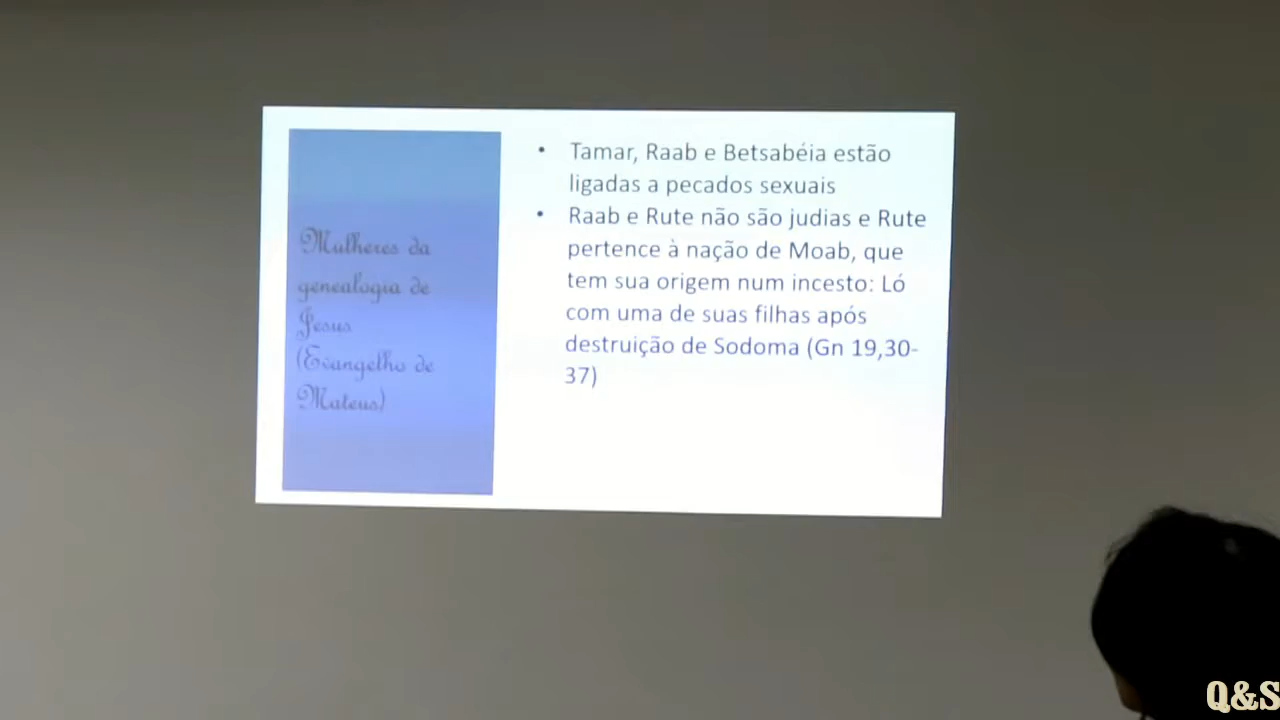 Mulheres da
genealogia de
Jesus
(Evangelho de
Mateus)
• Tamar, Raab e Betsabéia estão
ligadas a pecados sexuais
• Raab e Rute não são judias e Rute
pertence à nação de Moab, que
tem sua origem num incesto: Ló
com uma de suas filhas após
destruição de Sodoma (Gn 19,30-
37)
Q&S